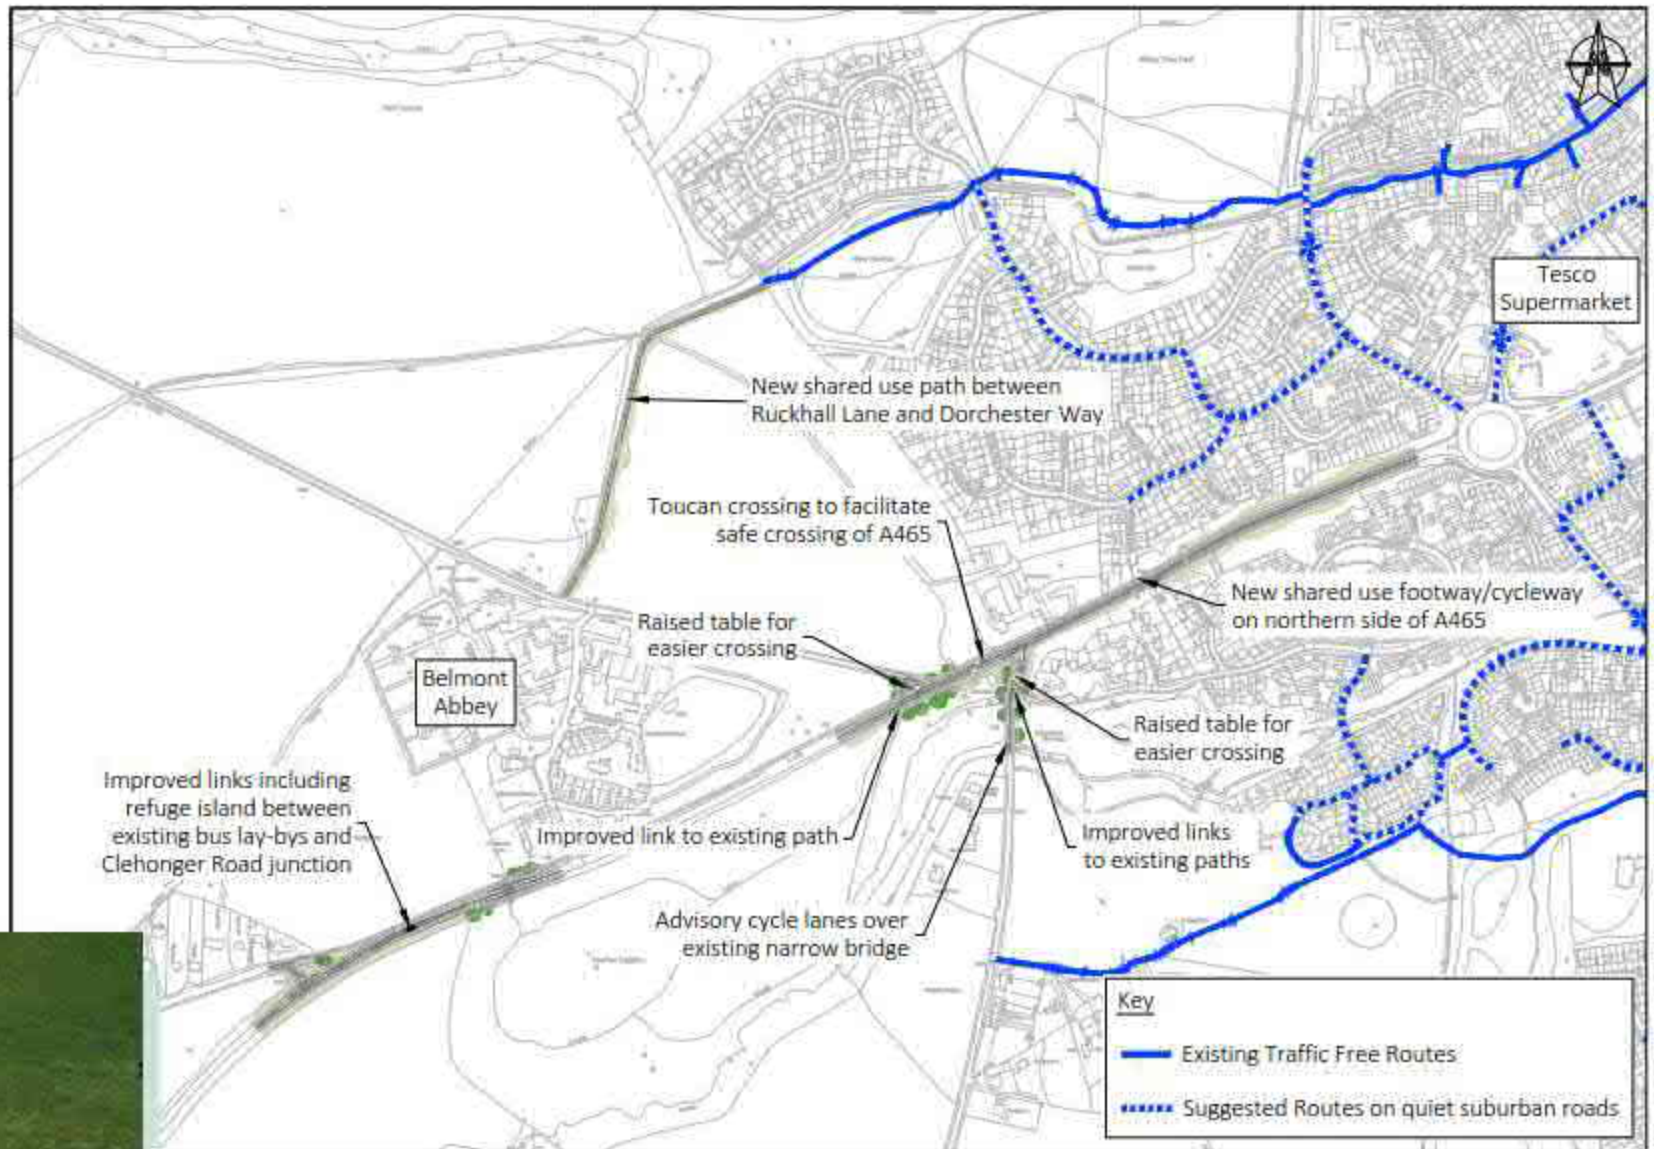 Tesco
Supermarket
New shared use path between
Ruckhall Lane and Dorchester Way
Toucan crossing to facilitate
safe crossing of A465
New shared use footway/cycleway
on northern side of A465
Raised table for
easier crossing
Belmont
Abbey
Raised table for
easier crossing
Improved links including
refuge island between
existing bus lay-bys and
Clehonger Road junction
Improved link to existing path
Improved links
to existing paths
Advisory cycle lanes over
existing narrow bridge
Key
Existing Traffic Free Routes
Suggested Routes on quiet suburban roads